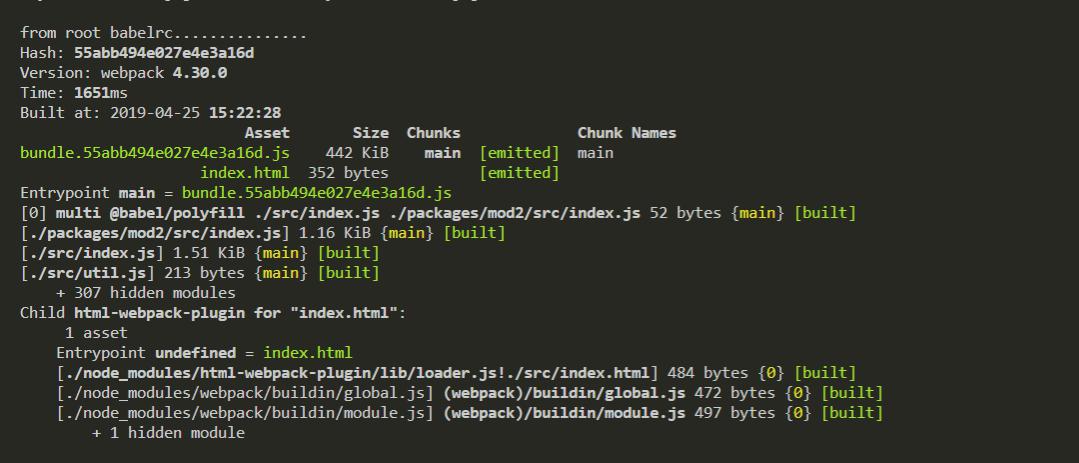 from root babelrc...............
Hash: 55abb494e027e4e3a16d
Version: webpack 4.30.0
Time: 1651ms
Built at: 2019-04-25 15:22:28
Asset Size Chunks Chunk Names
bundle.55abb494e027e4e3a16d.js 442 KiB main [emitted] main
index.html 352 bytes [emitted]
Entrypoint main = bundle.55abb494e027e4e3a16d.js
[0] multi @babel/polyfill ./src/index.js ./packages/mod2/src/index.js 52 bytes {main} [built]
[./packages/mod2/src/index.js] 1.16 KiB {main} [built]
[./src/index.js] 1.51 KiB {main} [built]
[./src/util.js] 213 bytes {main} [built]
+ 307 hidden modules
Child html-webpack-plugin for "index.html":
1 asset
Entrypoint undefined = index.html
[./node_modules/html-webpack-plugin/lib/loader.js!./src/index.html] 484 bytes {0} [built]
[./node_modules/webpack/buildin/global.js] (webpack)/buildin/global.js 472 bytes {0} [built]
[./node_modules/webpack/buildin/module.js] (webpack)/buildin/module.js 497 bytes {0} [built]
+ 1 hidden module